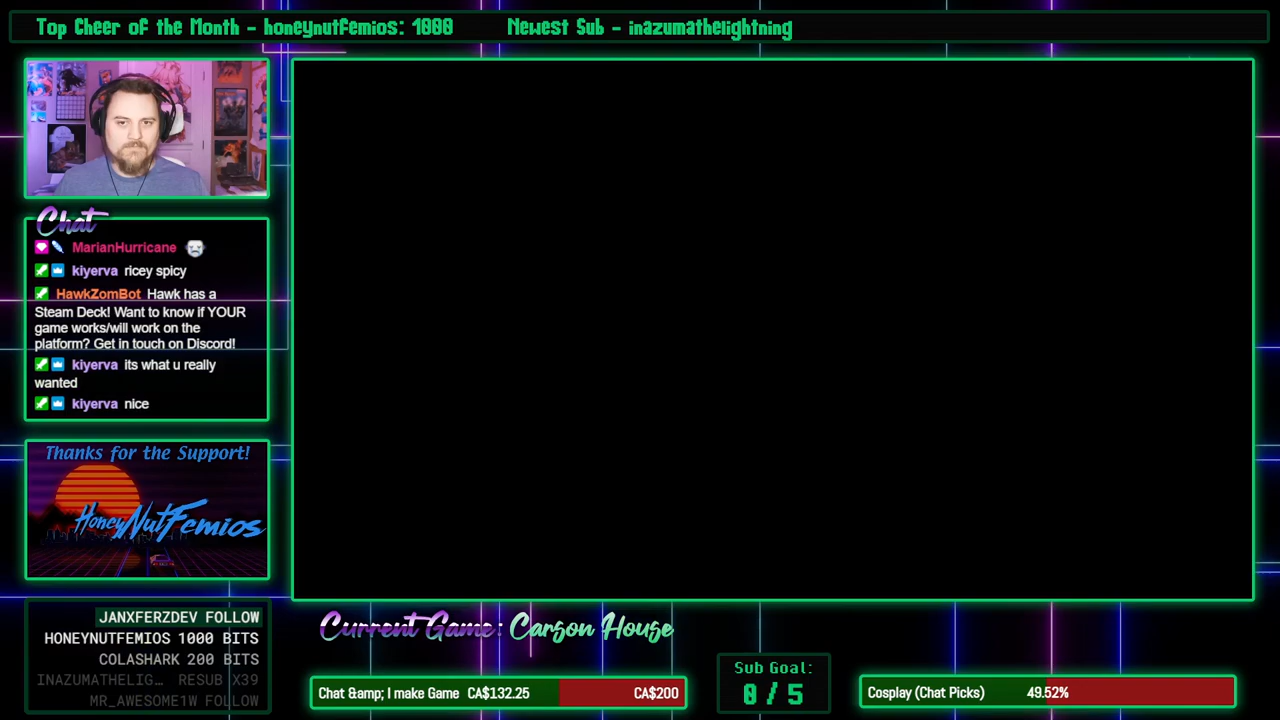 Top Cheer of the Month - honeynutfemios: 1000 Newest Sub - inazumathelightning
Chat
MarianHurricane
kiyerva ricey spicy
HawkZomBot Hawk has a
Steam Deck! Want to know if YOUR
game works/will work on the
platform? Get in touch on Discord!
kiyerva its what u really
wanted
kiyerva nice
Thanks for the Support!
HoneyNutFemios
JANXFERZDEV FOLLOW
HONEYNUTFEMIOS 1000 BITS
COLASHARK 200 BITS
INAZUMATHELIG… RESUB X39
MR_AWESOME1W FOLLOW
Current Game: Carson House
Chat &amp; I make Game CA$132.25 CA$200
Sub Goal:
0 / 5
Cosplay (Chat Picks) 49.52%